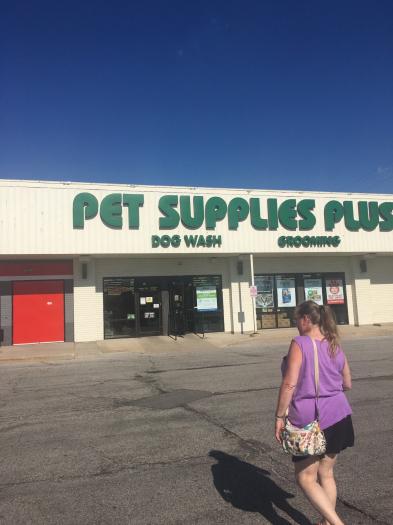 PET SUPPLIES PLUS
DOG WASH GROOMING